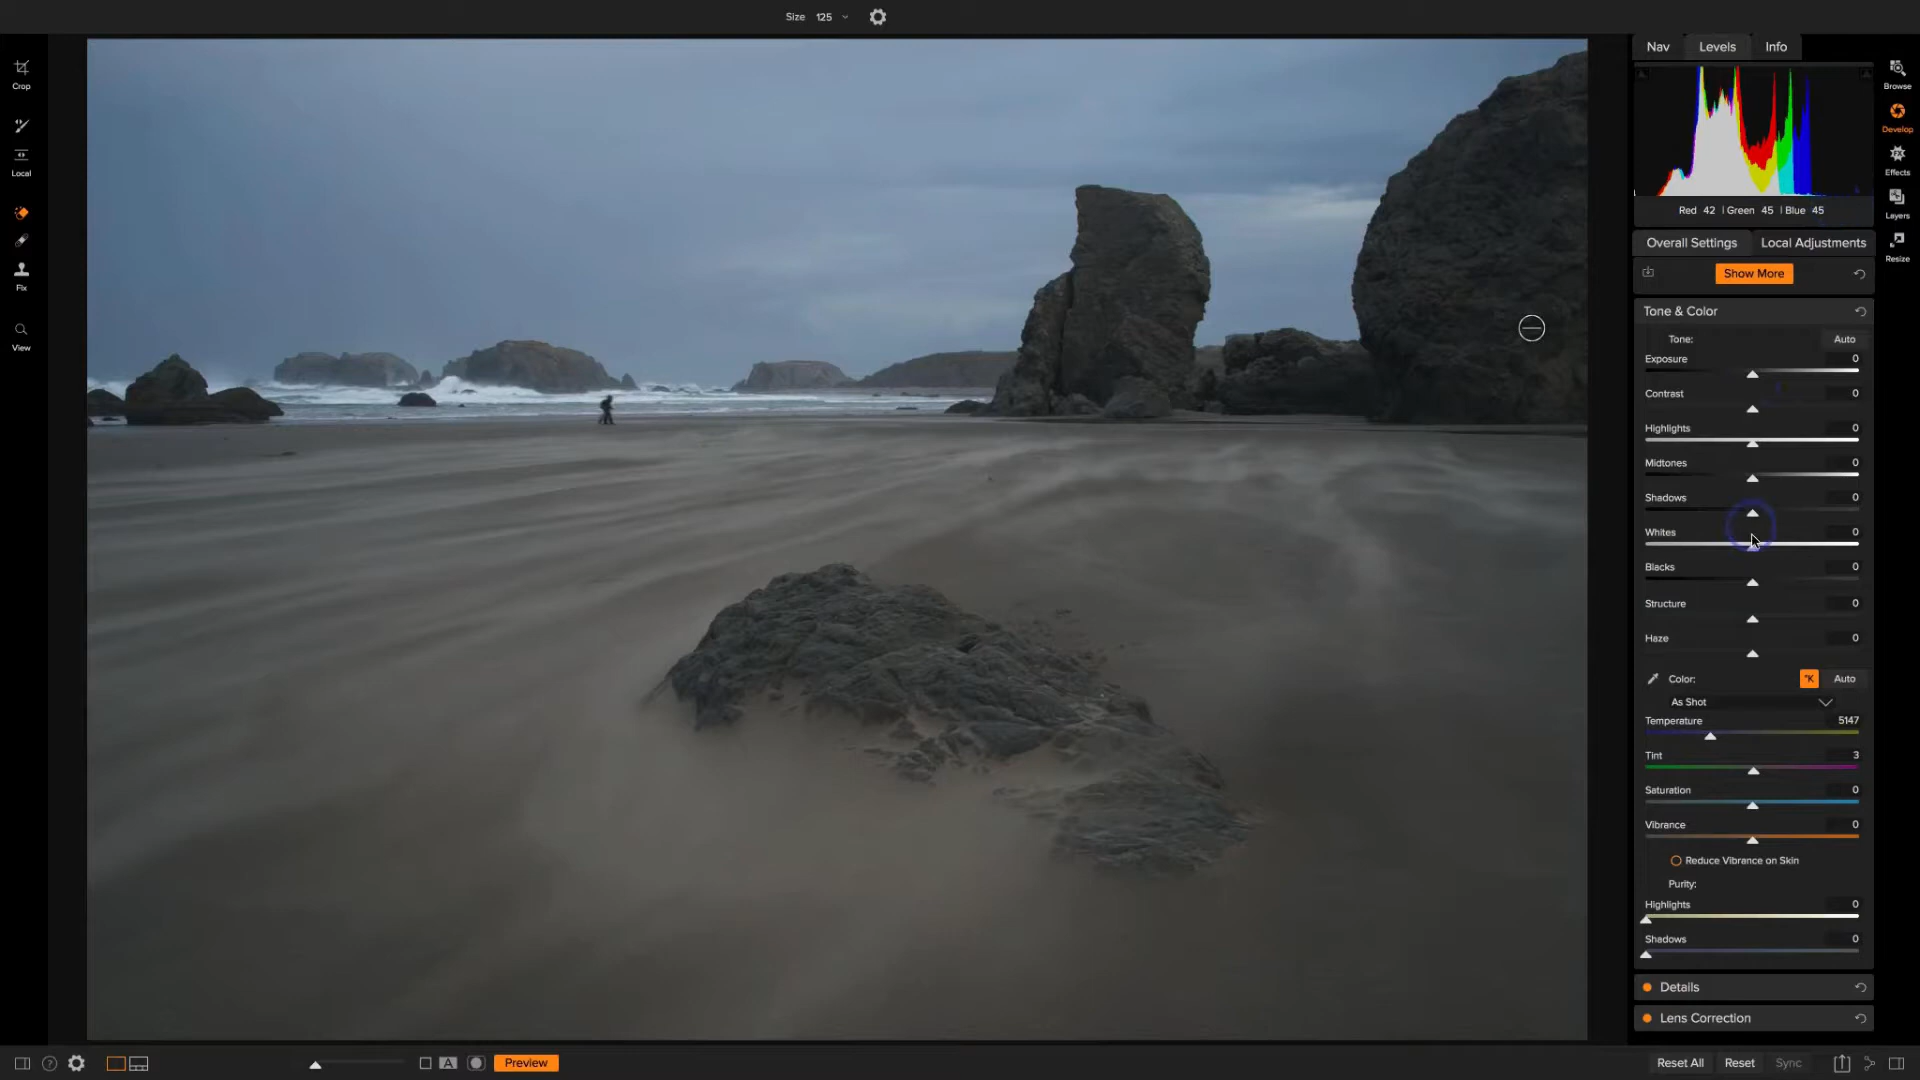 Size 125
Nav Levels Info
Crop
Local
Fix
View
Browse
Develop
Effects
Layers
Resize
Red 42 | Green 45 | Blue 45
Overall Settings Local Adjustments
Show More
Tone & Color
Tone: Auto
Exposure 0
Contrast 0
Highlights 0
Midtones 0
Shadows 0
Whites 0
Blacks 0
Structure 0
Haze 0
Color: °K Auto
As Shot
Temperature 5147
Tint 3
Saturation 0
Vibrance 0
Reduce Vibrance on Skin
Purity:
Highlights 0
Shadows 0
Details
Lens Correction
? A Preview
Reset All Reset Sync